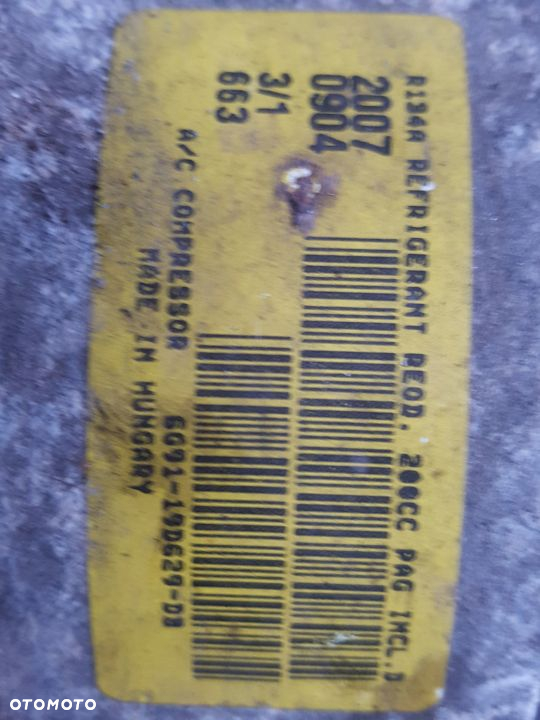 R134A REFRIGERANT REQD. 200CC PAG INCL.D
2007
0904
3/1
663
A/C COMPRESSOR 6G91-19D629-DB
MADE IN HUNGARY
OTOMOTO